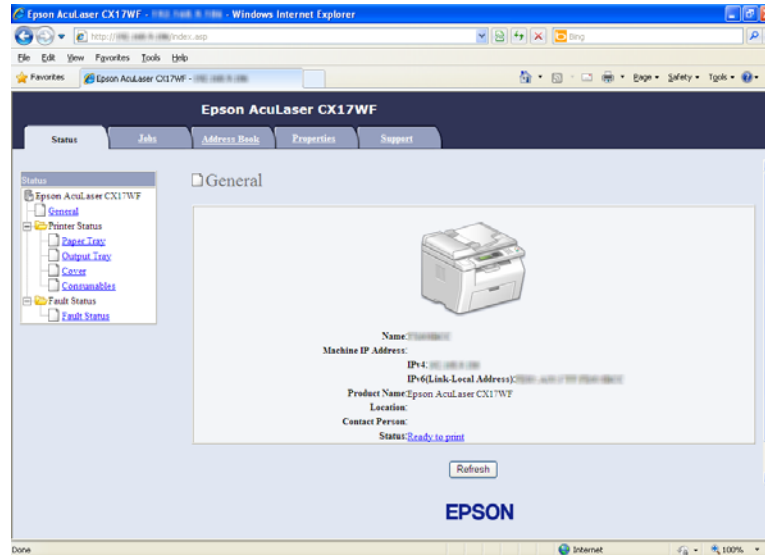 Epson AcuLaser CX17WF - - Windows Internet Explorer
http:// /index.asp
Bing
File Edit View Favorites Tools Help
Favorites Epson AcuLaser CX17WF -
Page Safety Tools
Epson AcuLaser CX17WF
Status Jobs Address Book Properties Support
Status
Epson AcuLaser CX17WF
General
Printer Status
Paper Tray
Output Tray
Cover
Consumables
Fault Status
Fault Status
General
Name:
Machine IP Address:
IPv4:
IPv6(Link-Local Address):
Product Name:Epson AcuLaser CX17WF
Location:
Contact Person:
Status:Ready to print
Refresh
EPSON
Done Internet 100%